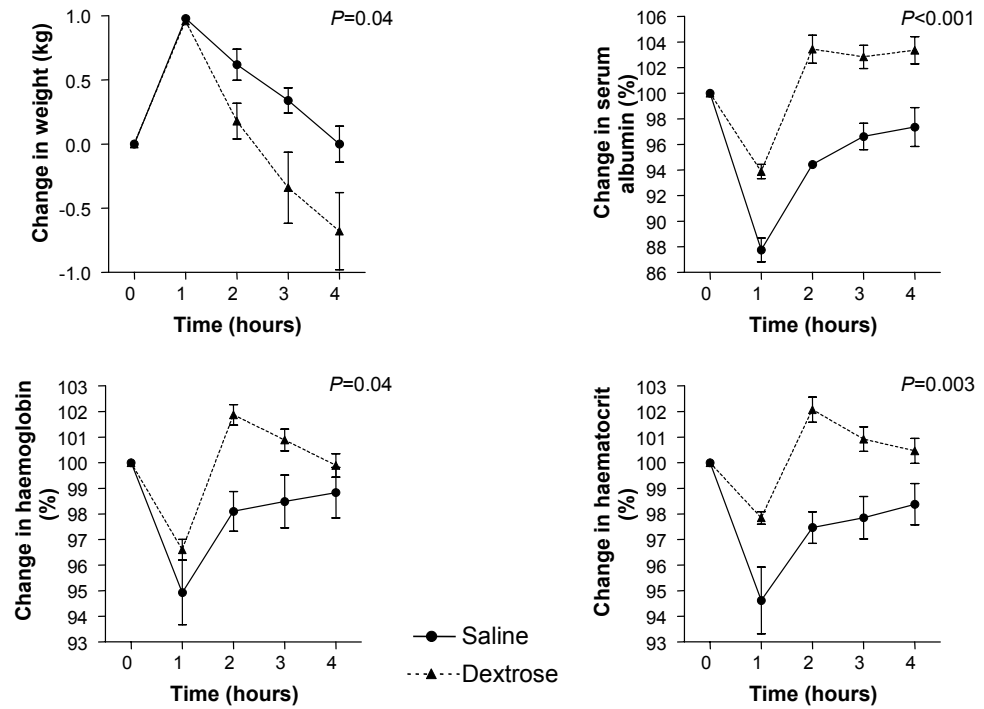 P=0.04
Change in weight (kg)
1.0
0.5
0.0
-0.5
-1.0
0 1 2 3 4
Time (hours)
P<0.001
Change in serum
albumin (%)
106
104
102
100
98
96
94
92
90
88
86
0 1 2 3 4
Time (hours)
P=0.04
Change in haemoglobin
(%)
103
102
101
100
99
98
97
96
95
94
93
0 1 2 3 4
Time (hours)
P=0.003
Change in haematocrit
(%)
103
102
101
100
99
98
97
96
95
94
93
0 1 2 3 4
Time (hours)
Saline
Dextrose